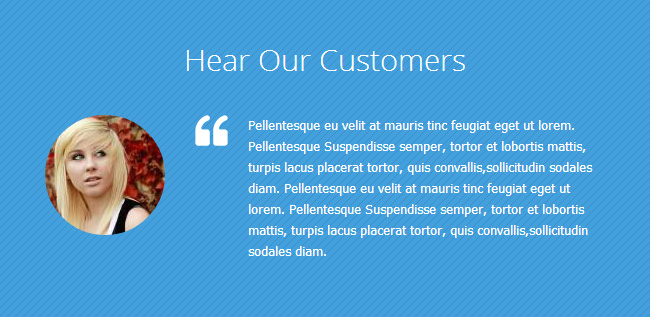 Hear Our Customers
Pellentesque eu velit at mauris tinc feugiat eget ut lorem.
Pellentesque Suspendisse semper, tortor et lobortis mattis,
turpis lacus placerat tortor, quis convallis,sollicitudin sodales
diam. Pellentesque eu velit at mauris tinc feugiat eget ut
lorem. Pellentesque Suspendisse semper, tortor et lobortis
mattis, turpis lacus placerat tortor, quis convallis,sollicitudin
sodales diam.